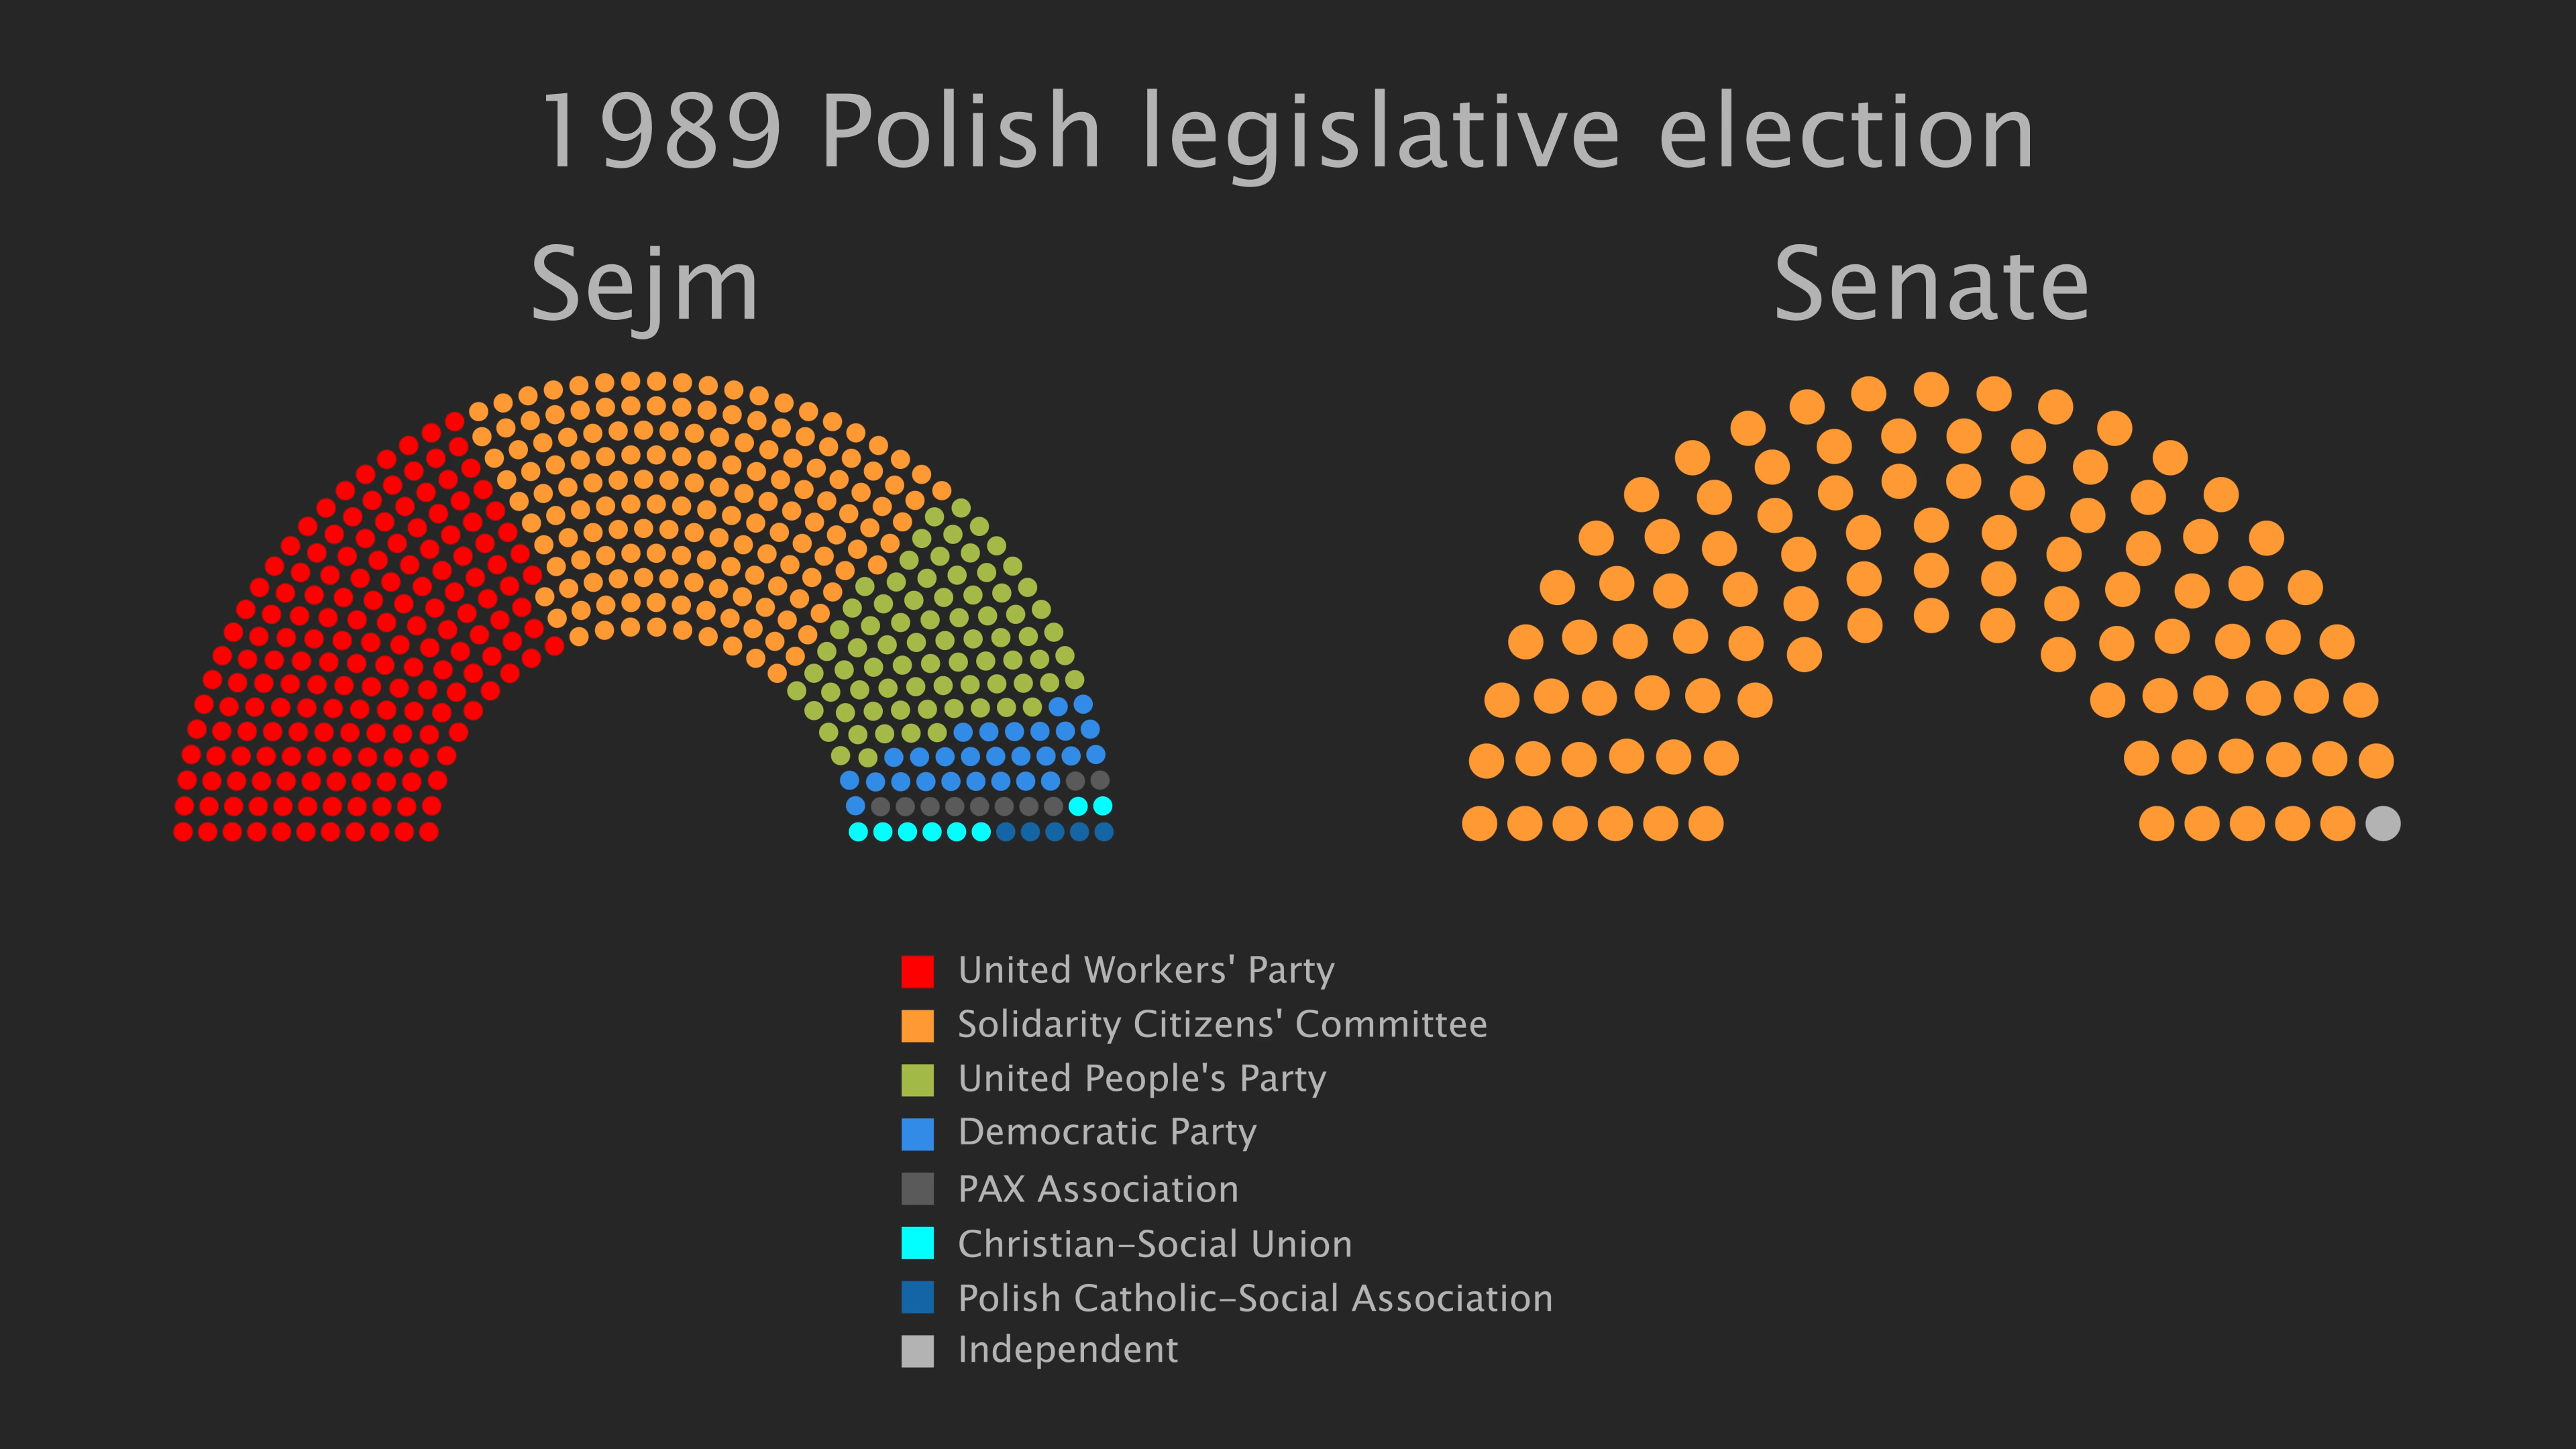 1989 Polish legislative election
Sejm
Senate
United Workers' Party
Solidarity Citizens' Committee
United People's Party
Democratic Party
PAX Association
Christian-Social Union
Polish Catholic-Social Association
Independent